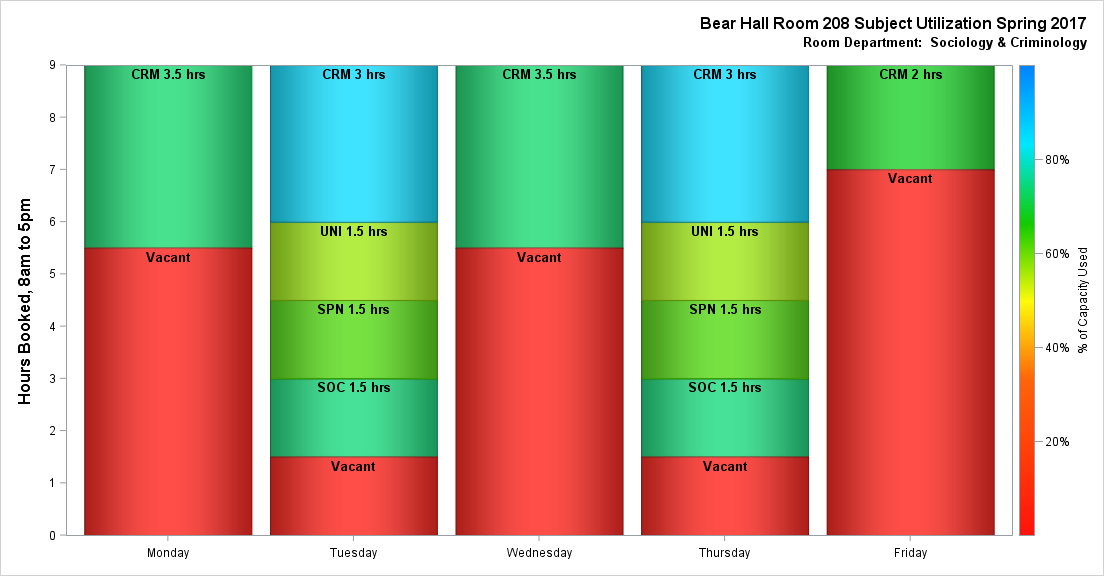 Bear Hall Room 208 Subject Utilization Spring 2017
Room Department:  Sociology & Criminology
Hours Booked, 8am to 5pm
9
8
7
6
5
4
3
2
1
0
CRM 3.5 hrs
Vacant
CRM 3 hrs
UNI 1.5 hrs
SPN 1.5 hrs
SOC 1.5 hrs
Vacant
CRM 3.5 hrs
Vacant
CRM 3 hrs
UNI 1.5 hrs
SPN 1.5 hrs
SOC 1.5 hrs
Vacant
CRM 2 hrs
Vacant
Monday
Tuesday
Wednesday
Thursday
Friday
80%
60%
40%
20%
% of Capacity Used